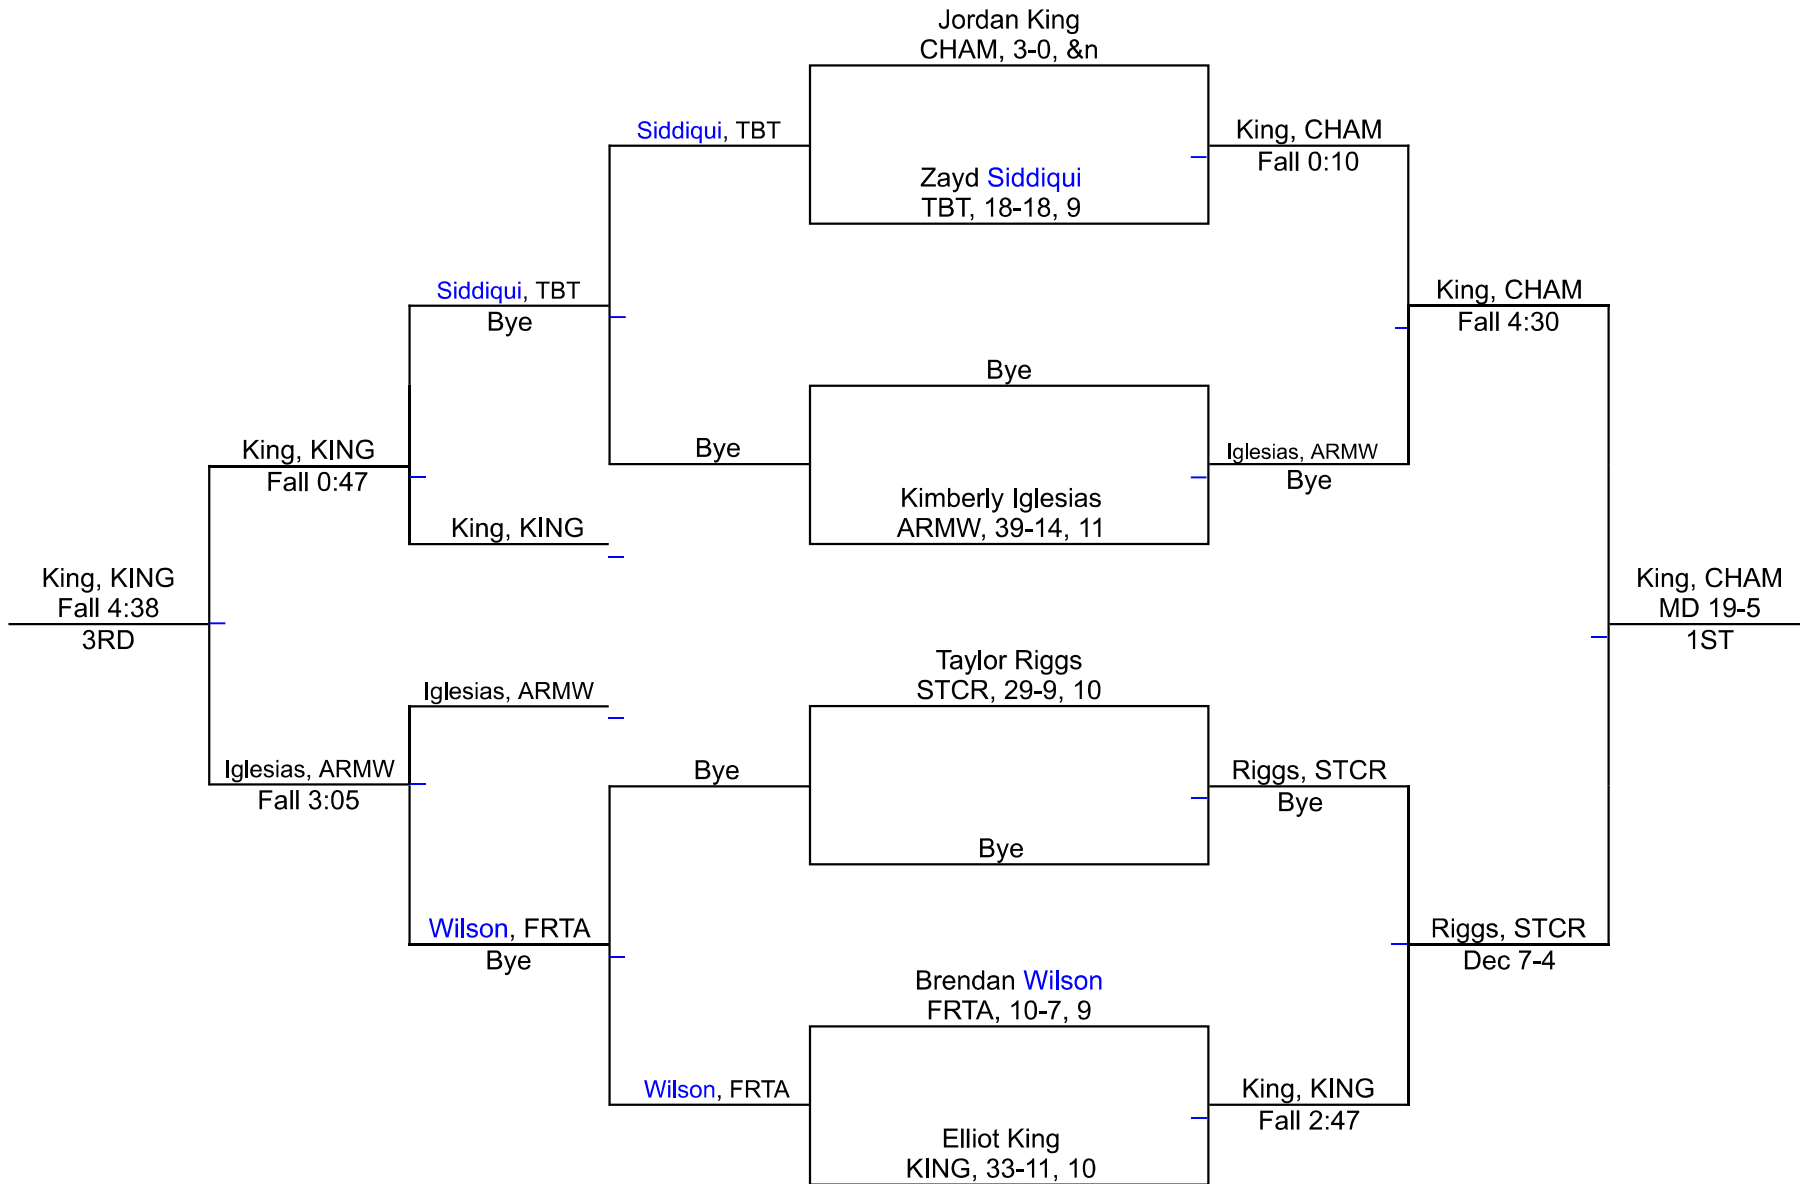 Jordan King
CHAM, 3-0, &n
Siddiqui, TBT
King, CHAM
Fall 0:10
Zayd Siddiqui
TBT, 18-18, 9
Siddiqui, TBT
Bye
King, CHAM
Fall 4:30
Bye
King, KING
Fall 0:47
Bye
Iglesias, ARMW
Bye
Kimberly Iglesias
ARMW, 39-14, 11
King, KING
King, KING
Fall 4:38
3RD
King, CHAM
MD 19-5
1ST
Taylor Riggs
STCR, 29-9, 10
Iglesias, ARMW
Iglesias, ARMW
Fall 3:05
Bye
Riggs, STCR
Bye
Bye
Wilson, FRTA
Bye
Riggs, STCR
Dec 7-4
Brendan Wilson
FRTA, 10-7, 9
Wilson, FRTA
King, KING
Fall 2:47
Elliot King
KING, 33-11, 10